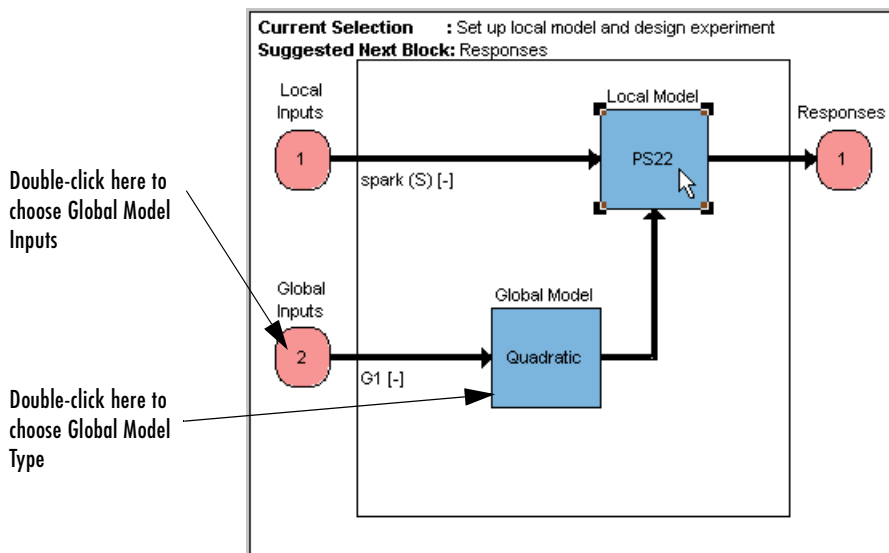 Current Selection : Set up local model and design experiment
Suggested Next Block: Responses
Local
Inputs
Local Model
Responses
1
PS22
1
spark (S) [-]
Double-click here to
choose Global Model
Inputs
Global
Inputs
Global Model
2
Quadratic
G1 [-]
Double-click here to
choose Global Model
Type